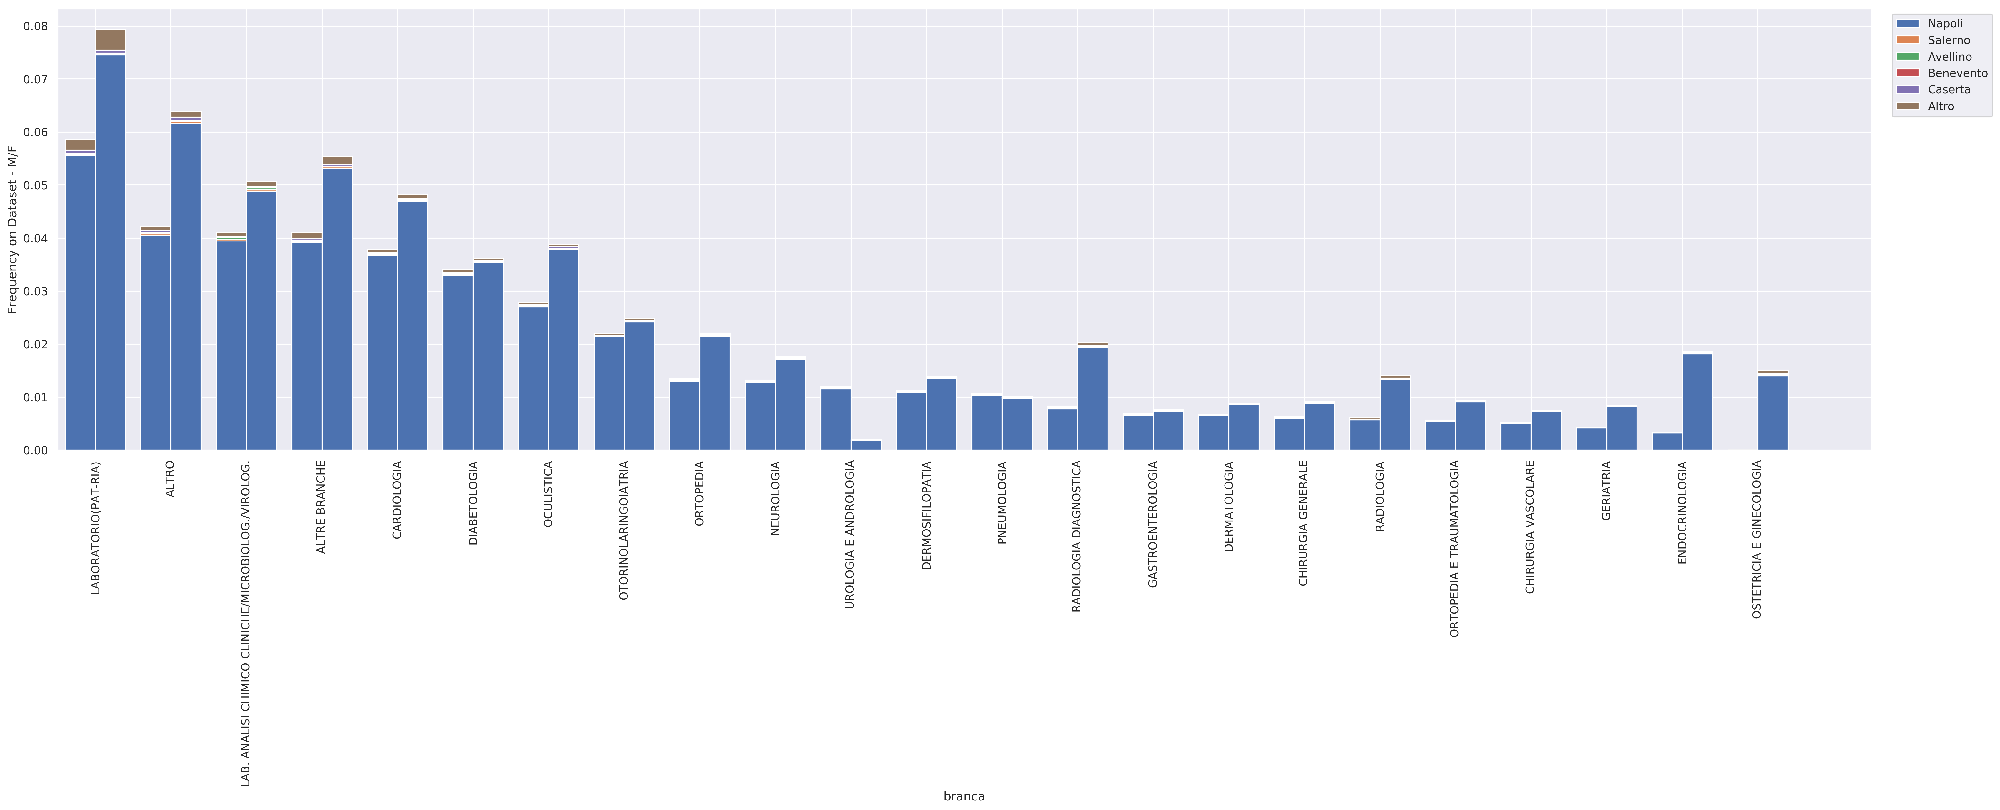 Frequency on Dataset - M/F
0.08
0.07
0.06
0.05
0.04
0.03
0.02
0.01
0.00
LABORATORIO(PAT-RIA)
ALTRO
LAB. ANALISI CHIMICO CLINICHE/MICROBIOLOG./VIROLOG.
ALTRE BRANCHE
CARDIOLOGIA
DIABETOLOGIA
OCULISTICA
OTORINOLARINGOIATRIA
ORTOPEDIA
NEUROLOGIA
UROLOGIA E ANDROLOGIA
DERMOSIFILOPATIA
PNEUMOLOGIA
RADIOLOGIA DIAGNOSTICA
GASTROENTEROLOGIA
DERMATOLOGIA
CHIRURGIA GENERALE
RADIOLOGIA
ORTOPEDIA E TRAUMATOLOGIA
CHIRURGIA VASCOLARE
GERIATRIA
ENDOCRINOLOGIA
OSTETRICIA E GINECOLOGIA
branca
Napoli
Salerno
Avellino
Benevento
Caserta
Altro